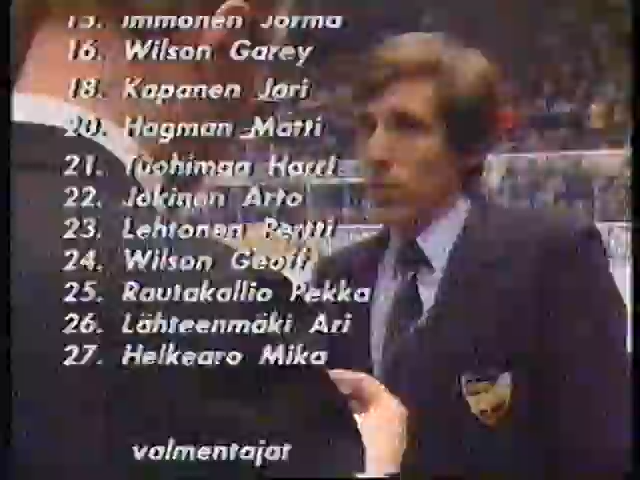 15. Immonen Jorma
16. Wilson Garey
18. Kapanen Jari
20. Hagman Matti
21. Tuohimaa Harri
22. Jokinen Arto
23. Lehtonen Pertti
24. Wilson Geoff
25. Rautakallio Pekka
26. Lähteenmäki Ari
27. Helkearo Mika
valmentajat